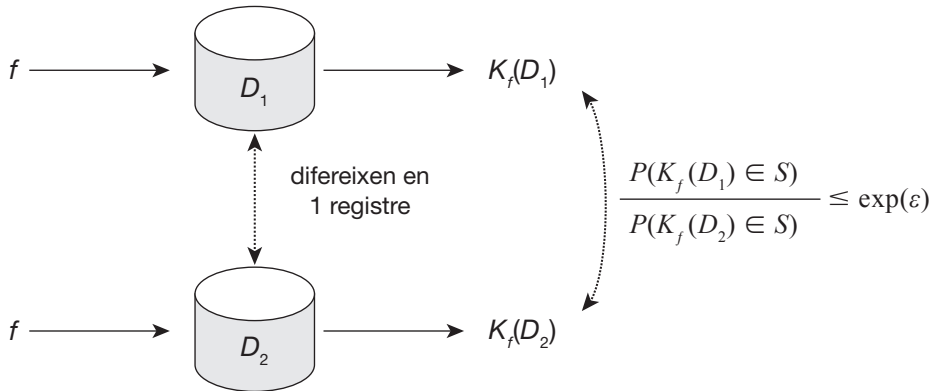 f D₁ K_f(D₁)
difereixen en
1 registre
P(K_f(D₁) ∈ S) / P(K_f(D₂) ∈ S) ≤ exp(ε)
f D₂ K_f(D₂)